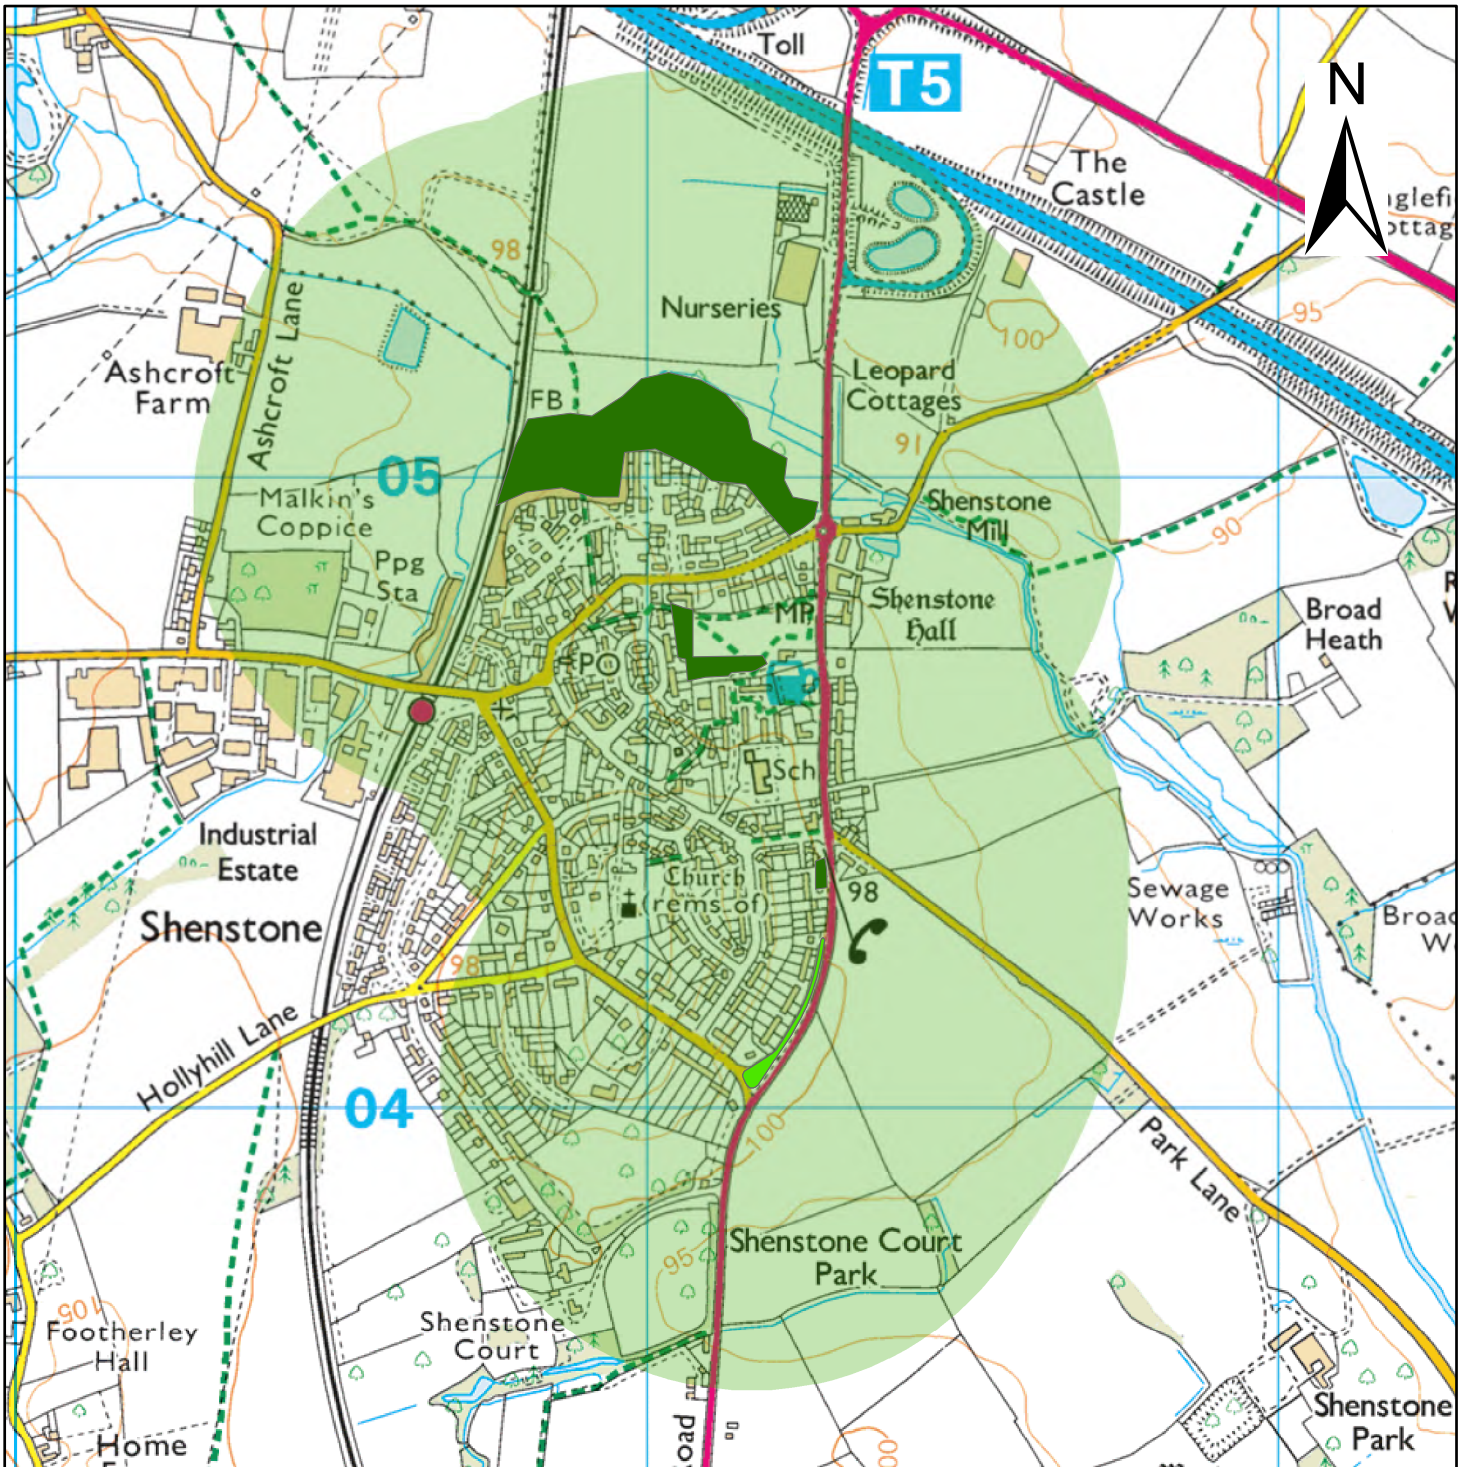 Toll
T5
N
The
Castle
98
Nurseries
95
100
Ashcroft Lane
Ashcroft
Farm
FB
Leopard
Cottages
91
05
Malkin's
Coppice
Shenstone
Mill
90
Ppg
Sta
MP
Shenstone
Hall
Broad
Heath
PO
Sch
Industrial
Estate
Church
(rems of)
98
Sewage
Works
Shenstone
98
Hollyhill Lane
04
100
Park Lane
Shenstone Court
Park
95
105
Footherley
Hall
Shenstone
Court
Shenstone
Park
Home